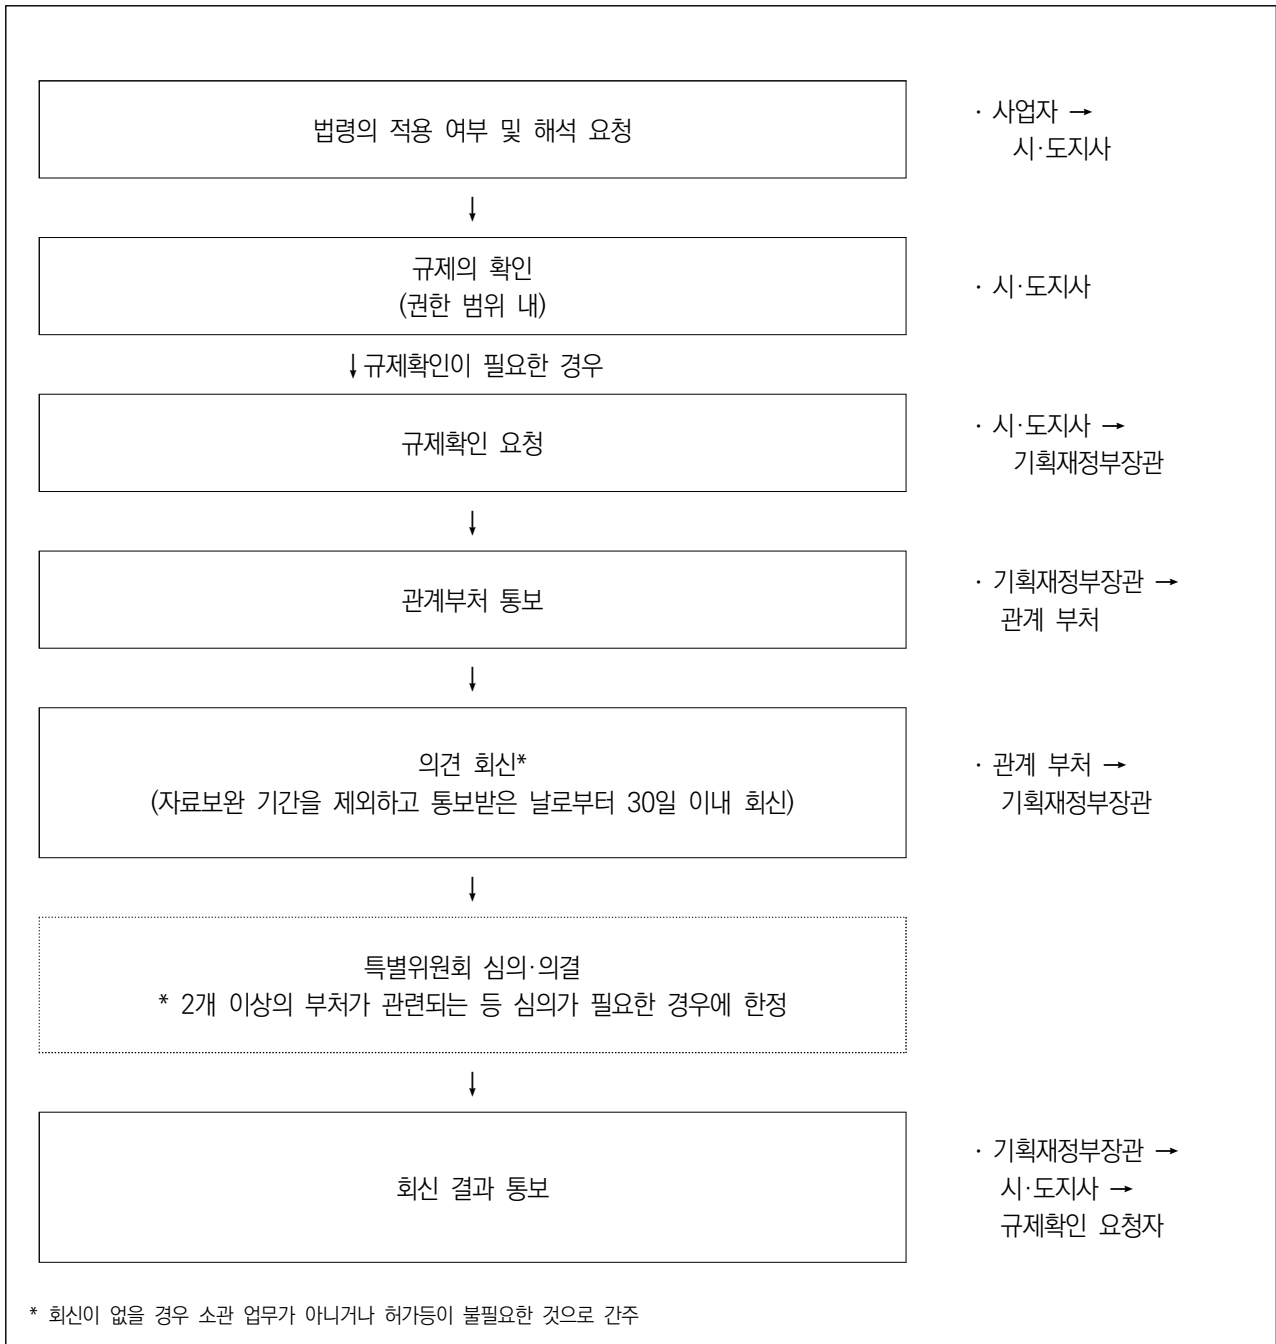 법령의 적용 여부 및 해석 요청
· 사업자 →
시·도지사
↓
규제의 확인
(권한 범위 내)
· 시·도지사
↓규제확인이 필요한 경우
규제확인 요청
· 시·도지사 →
기획재정부장관
↓
관계부처 통보
· 기획재정부장관 →
관계 부처
↓
의견 회신*
(자료보완 기간을 제외하고 통보받은 날로부터 30일 이내 회신)
· 관계 부처 →
기획재정부장관
↓
특별위원회 심의·의결
* 2개 이상의 부처가 관련되는 등 심의가 필요한 경우에 한정
↓
회신 결과 통보
· 기획재정부장관 →
시·도지사 →
규제확인 요청자
* 회신이 없을 경우 소관 업무가 아니거나 허가등이 불필요한 것으로 간주